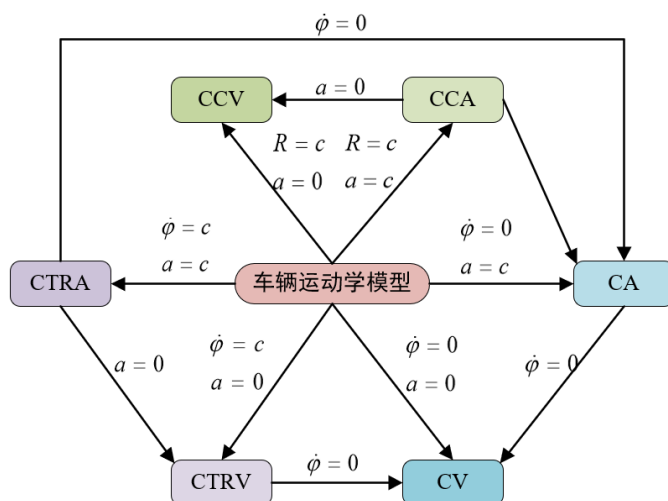 φ̇ = 0
CCV
a = 0
CCA
R = c
R = c
a = 0
a = c
φ̇ = c
a = c
φ̇ = 0
a = c
CTRA
车辆运动学模型
CA
a = 0
φ̇ = c
a = 0
φ̇ = 0
a = 0
φ̇ = 0
CTRV
φ̇ = 0
CV